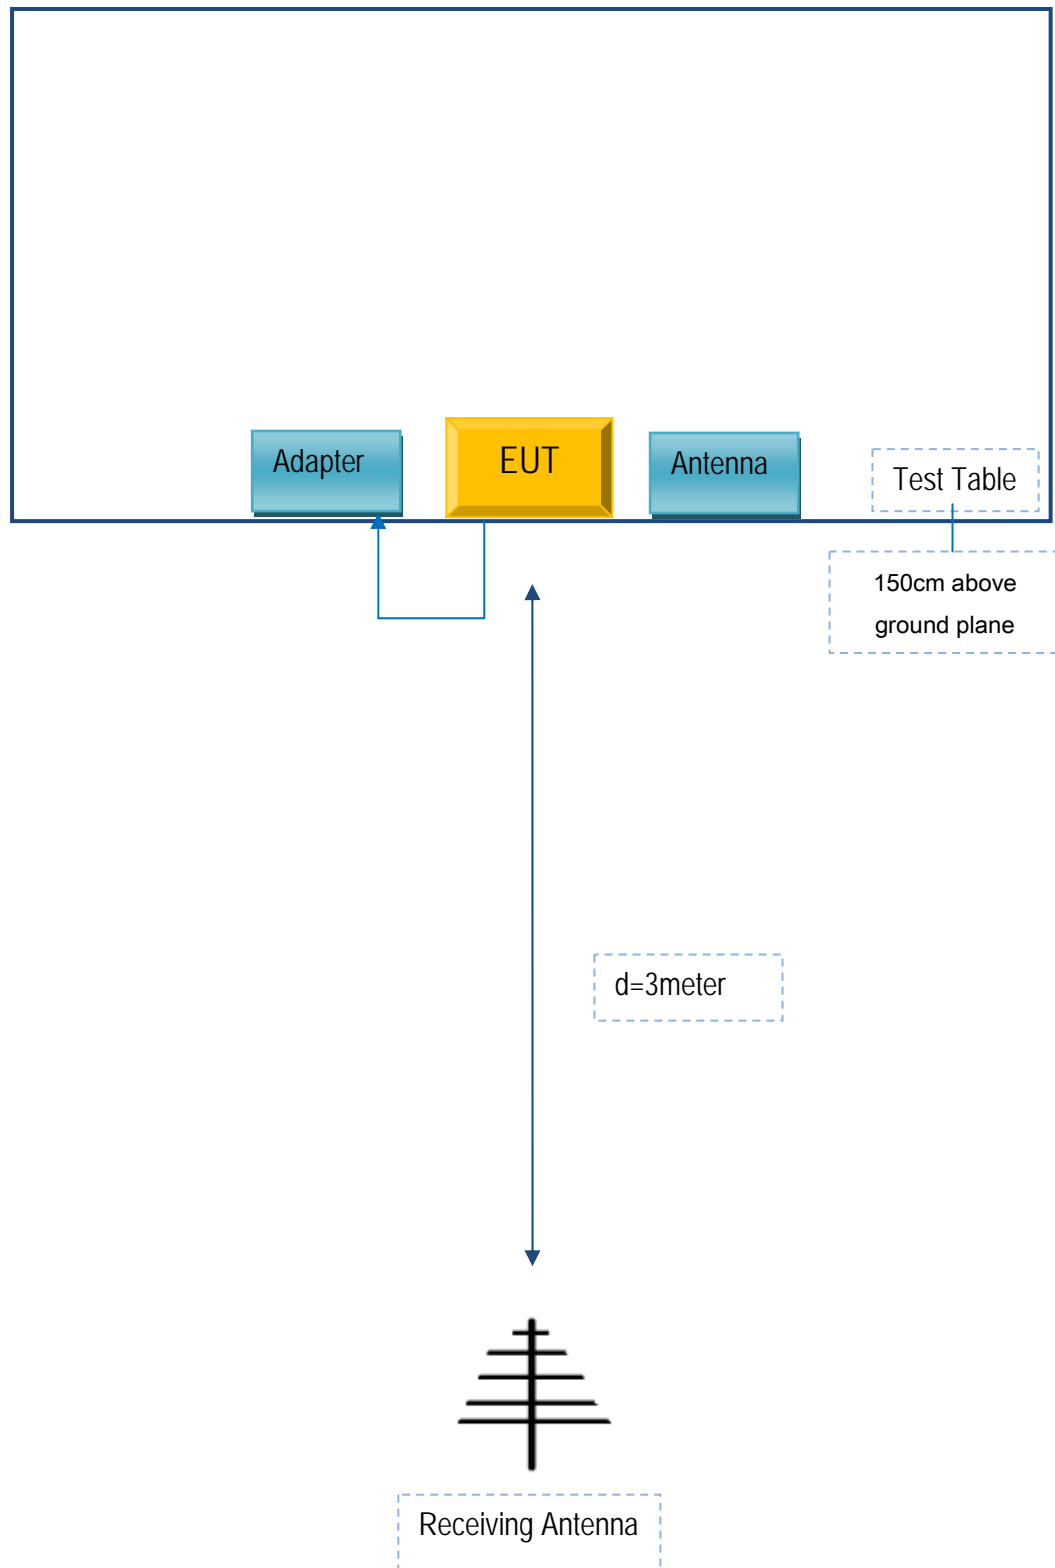 Adapter
EUT
Antenna
Test Table
150cm above
ground plane
d=3meter
Receiving Antenna